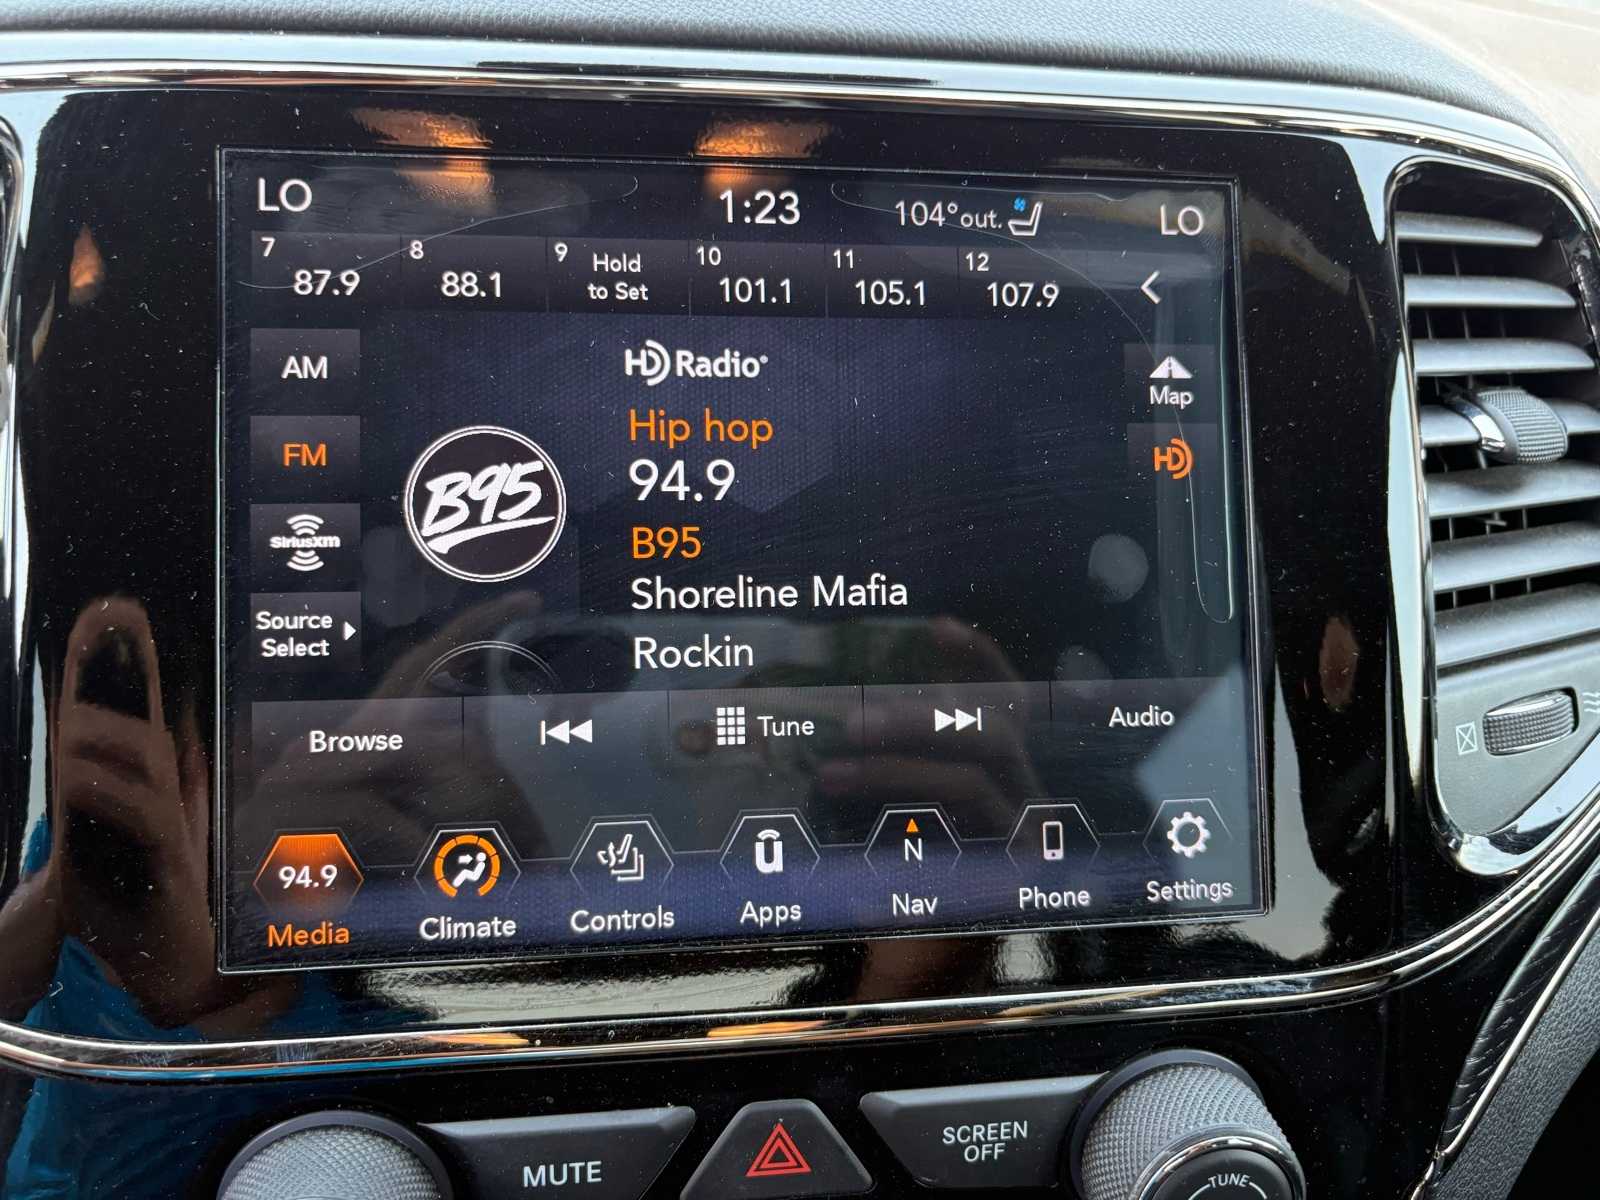 LO
1:23
104°out.
LO
7
87.9
8
88.1
9
Hold
to Set
10
101.1
11
105.1
12
107.9
AM
HD Radio®
Map
Hip hop
FM
94.9
HD
B95
B95
SiriusXM
Shoreline Mafia
Source
Select
Rockin
Browse
Tune
Audio
94.9
Media
Climate
Controls
Apps
N
Nav
Phone
Settings
MUTE
SCREEN
OFF
TUNE